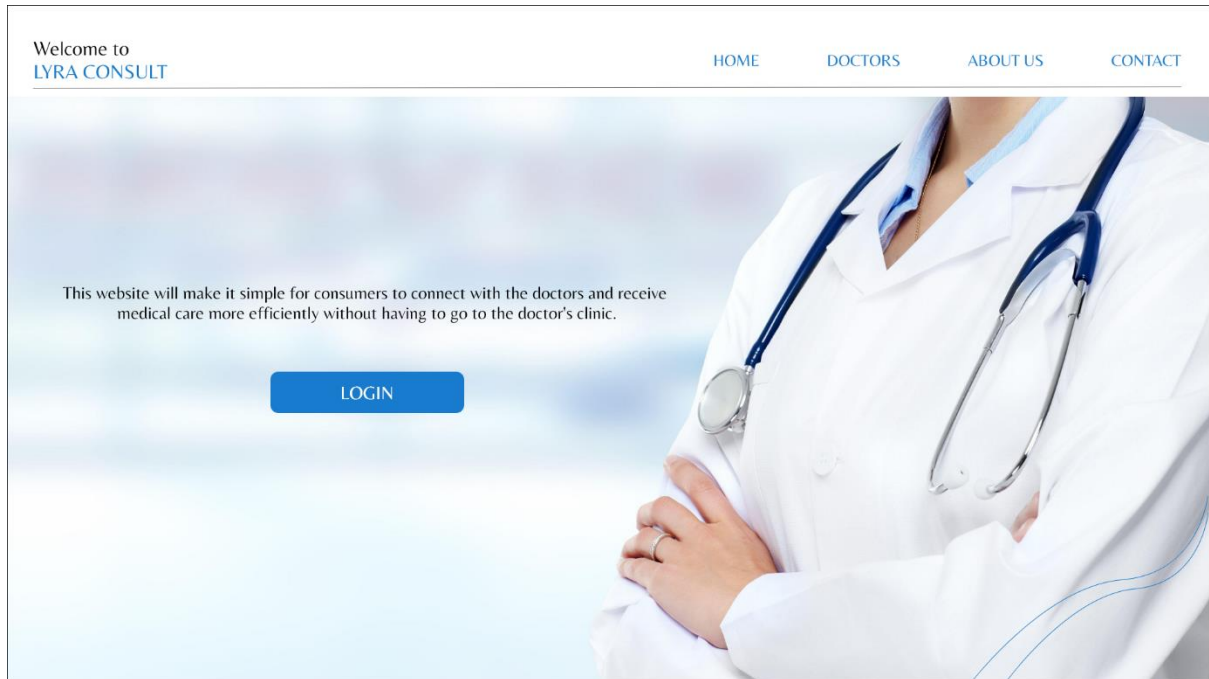 Welcome to
LYRA CONSULT
HOME DOCTORS ABOUT US CONTACT
This website will make it simple for consumers to connect with the doctors and receive
medical care more efficiently without having to go to the doctor's clinic.
LOGIN